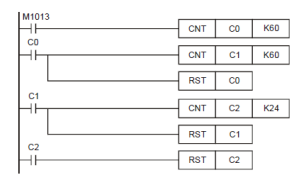 M1013
CNT C0 K60
C0
CNT C1 K60
RST C0
C1
CNT C2 K24
RST C1
C2
RST C2